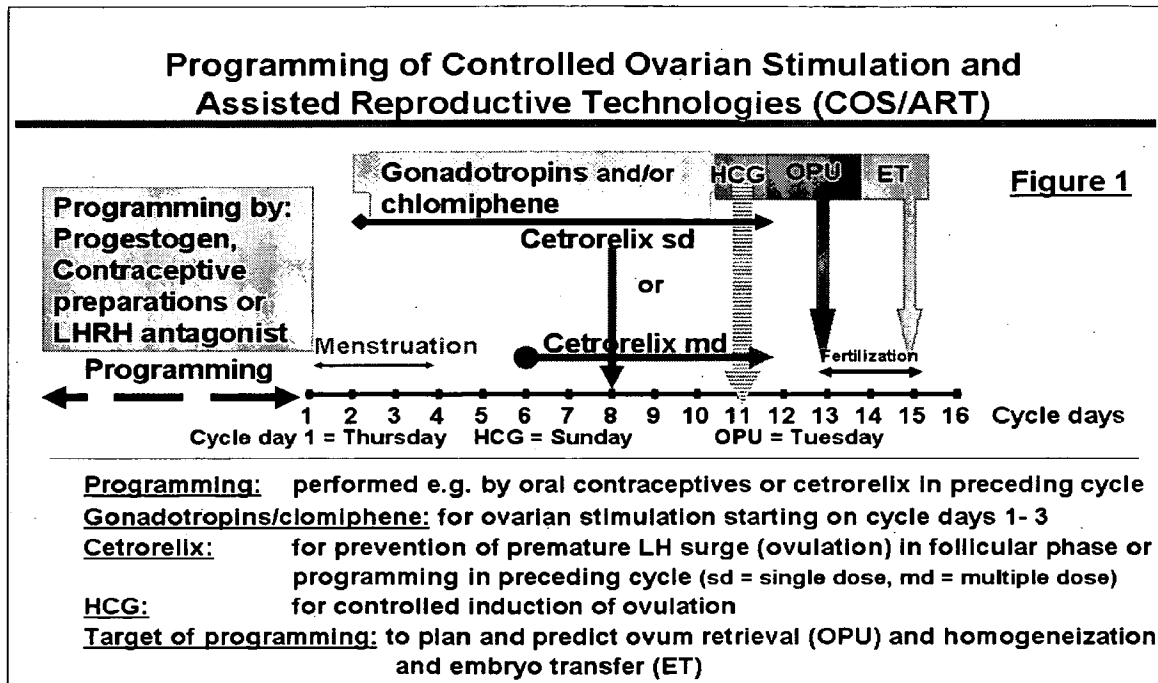 Programming of Controlled Ovarian Stimulation and
Assisted Reproductive Technologies (COS/ART)
Gonadotropins and/or
chlomiphene
HCG
OPU
ET
Figure 1
Programming by:
Progestogen,
Contraceptive
preparations or
LHRH antagonist
Cetrorelix sd
or
Cetrorelix md
Menstruation
Fertilization
Programming
1 2 3 4 5 6 7 8 9 10 11 12 13 14 15 16 Cycle days
Cycle day 1 = Thursday HCG = Sunday OPU = Tuesday
Programming: performed e.g. by oral contraceptives or cetrorelix in preceding cycle
Gonadotropins/clomiphene: for ovarian stimulation starting on cycle days 1- 3
Cetrorelix: for prevention of premature LH surge (ovulation) in follicular phase or
programming in preceding cycle (sd = single dose, md = multiple dose)
HCG: for controlled induction of ovulation
Target of programming: to plan and predict ovum retrieval (OPU) and homogeneization
and embryo transfer (ET)